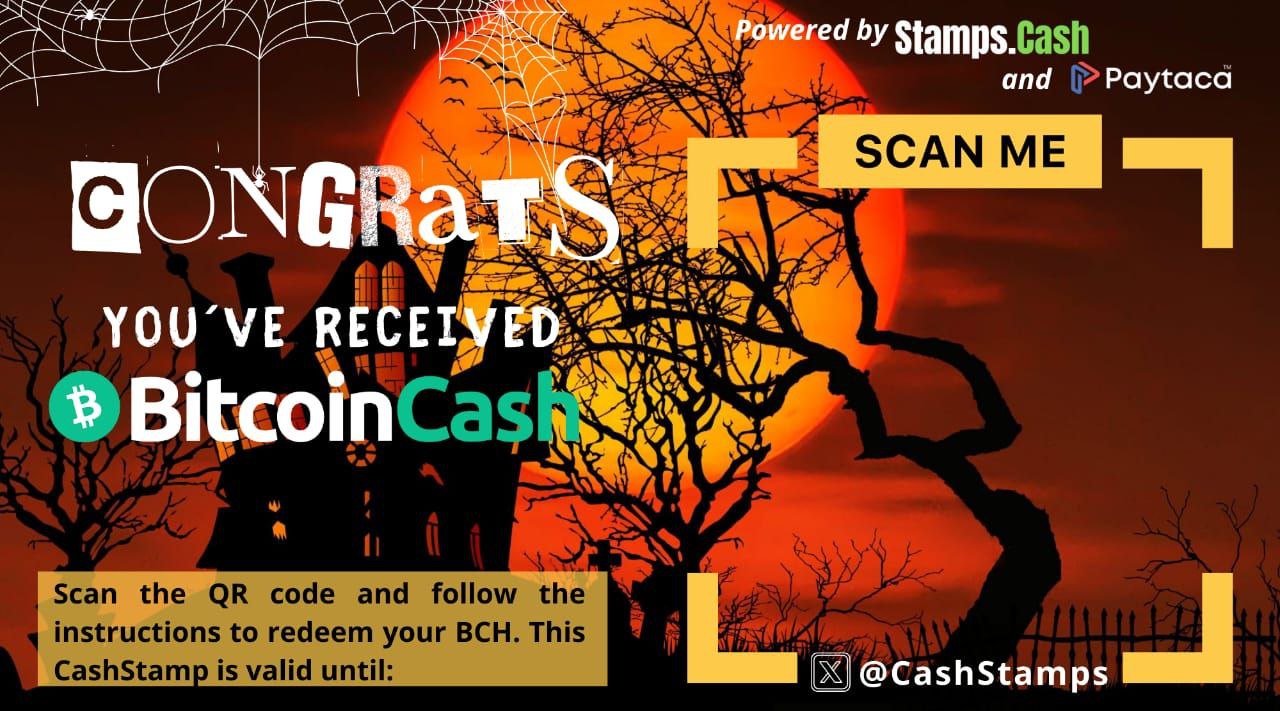 Powered by Stamps.Cash
and Paytaca™
SCAN ME
CONGRaTS
YOU´VE RECEIVED
BitcoinCash
Scan the QR code and follow the
instructions to redeem your BCH. This
CashStamp is valid until:
@CashStamps